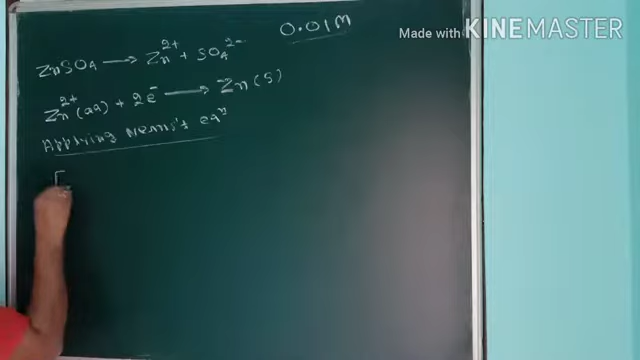 Made with KINEMASTER
0.01M
ZnSO₄ → Zn²⁺ + SO₄²⁻
Zn²⁺(aq) + 2e⁻ → Zn(S)
Applying Nernst's eqⁿ
E